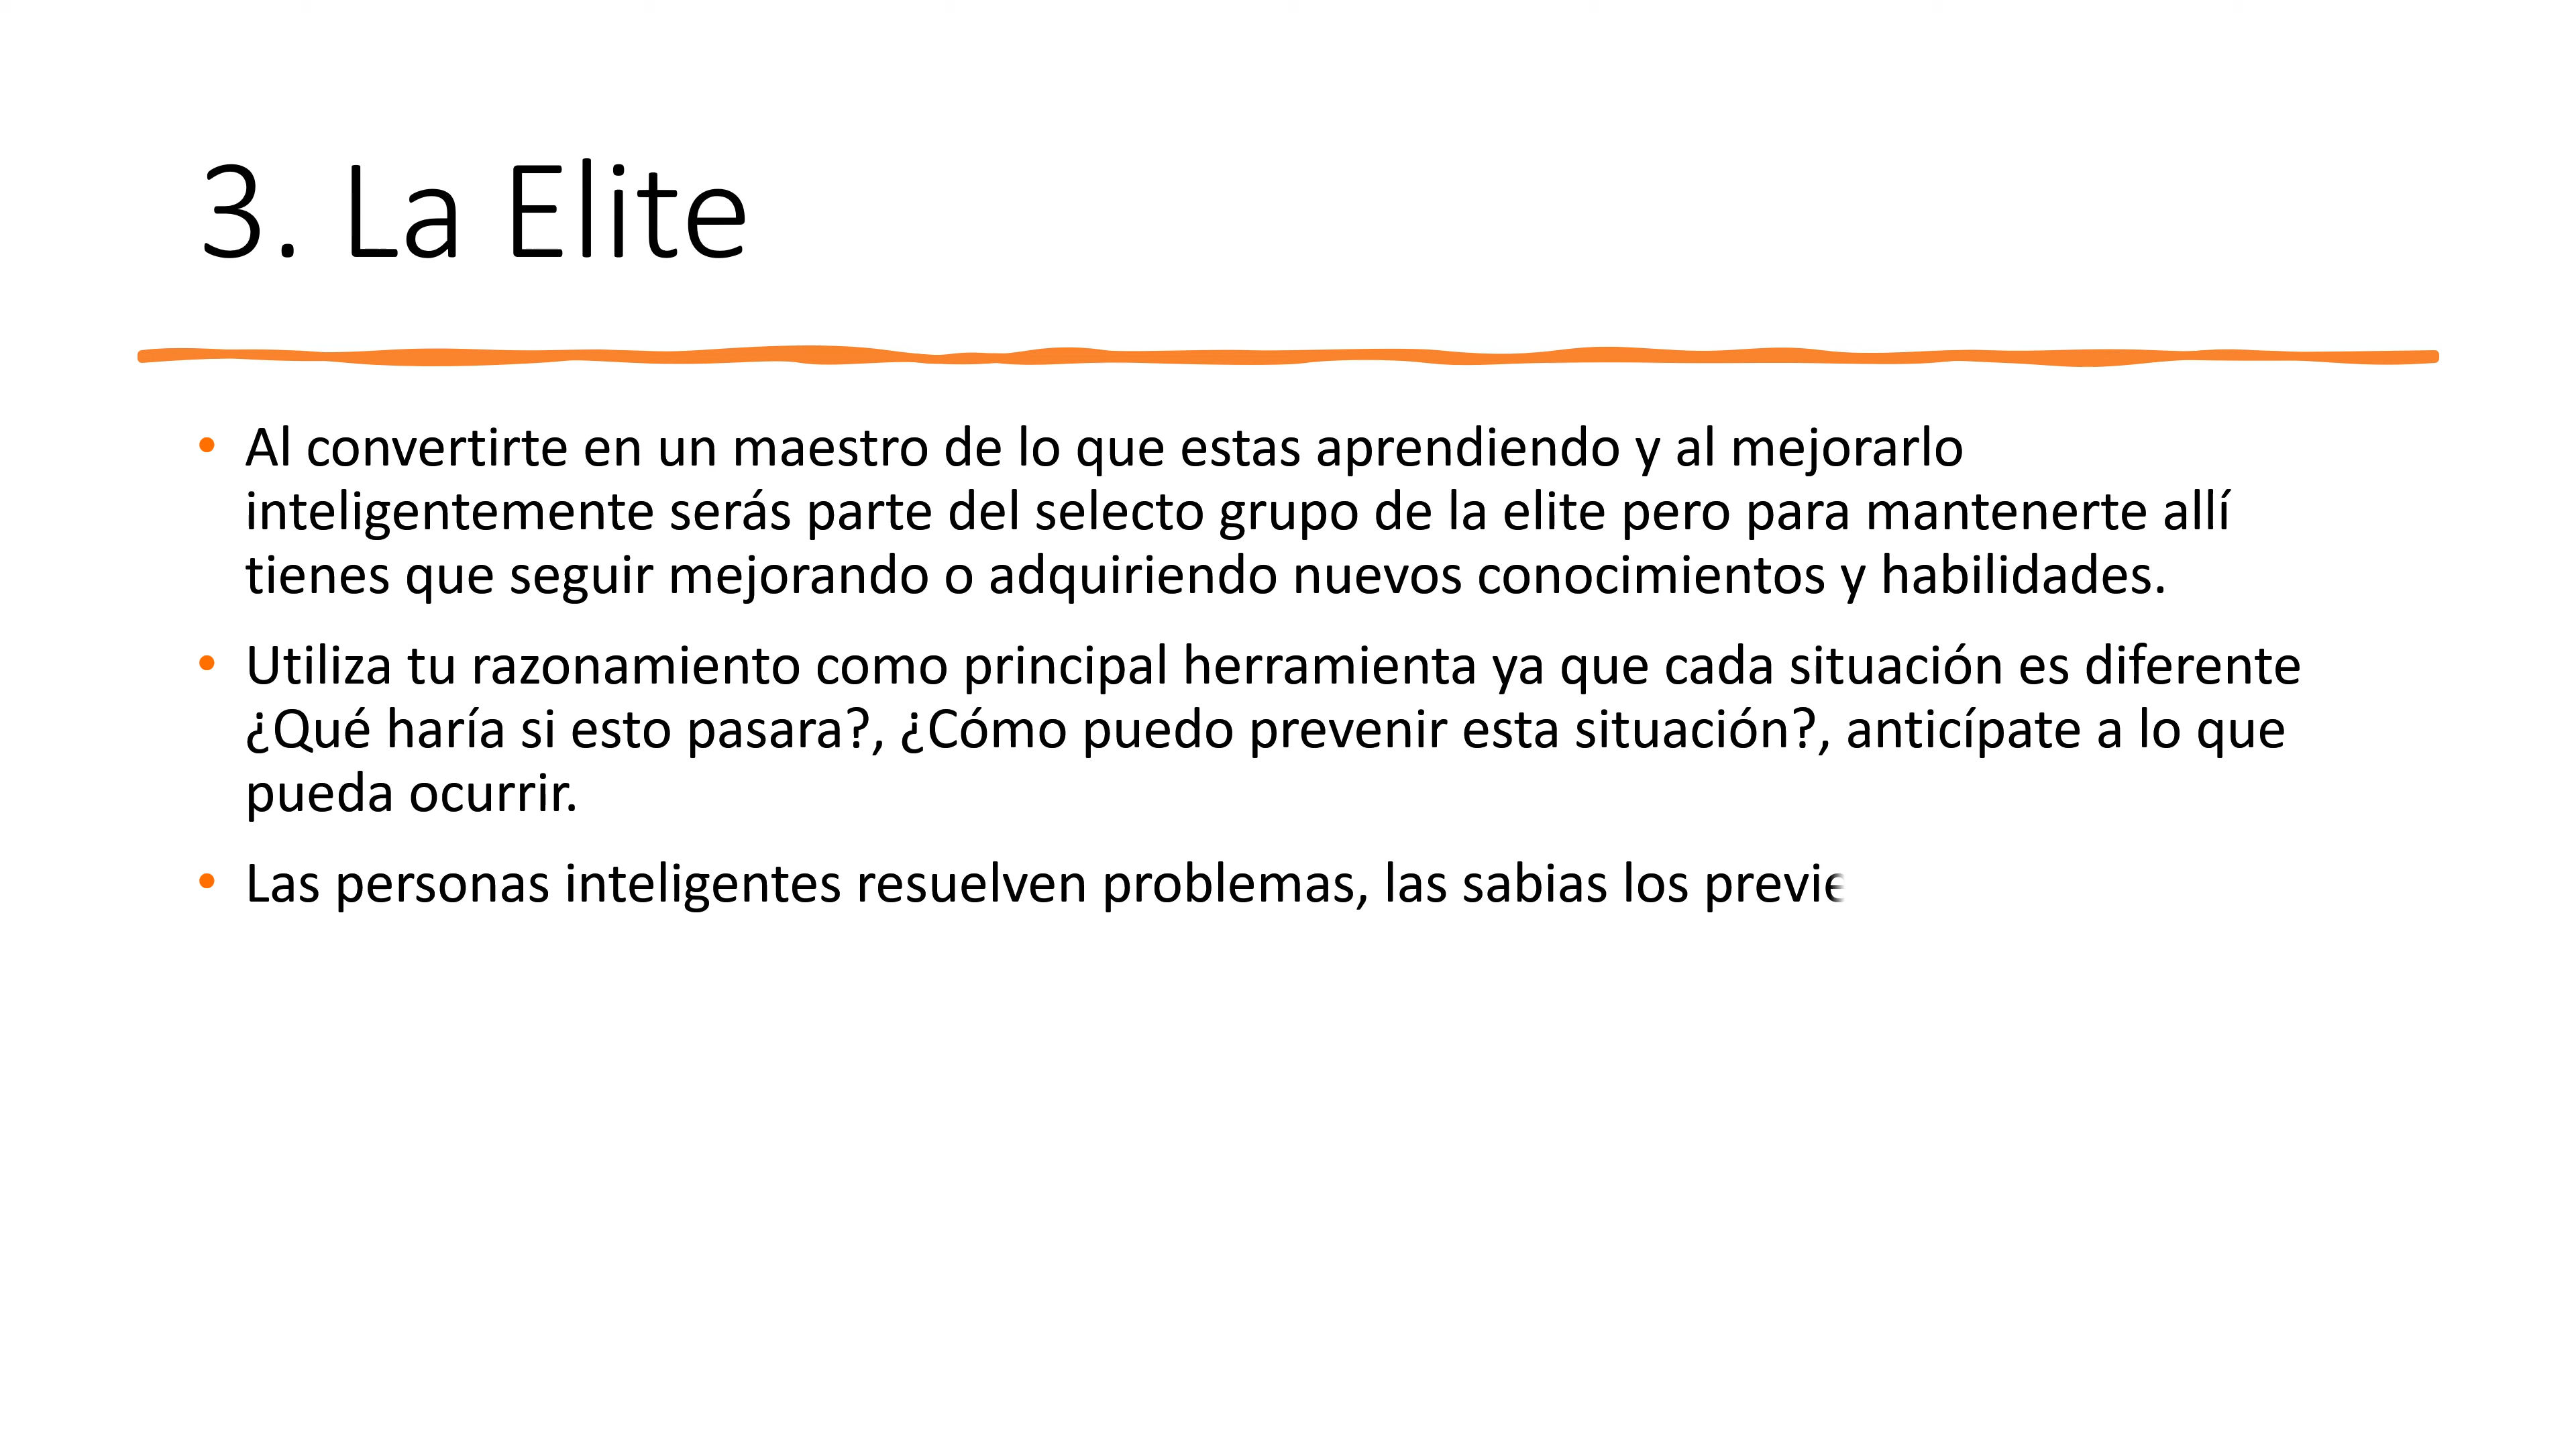 3. La Elite
• Al convertirte en un maestro de lo que estas aprendiendo y al mejorarlo
inteligentemente serás parte del selecto grupo de la elite pero para mantenerte allí
tienes que seguir mejorando o adquiriendo nuevos conocimientos y habilidades.
• Utiliza tu razonamiento como principal herramienta ya que cada situación es diferente
¿Qué haría si esto pasara?, ¿Cómo puedo prevenir esta situación?, anticípate a lo que
pueda ocurrir.
• Las personas inteligentes resuelven problemas, las sabias los previe